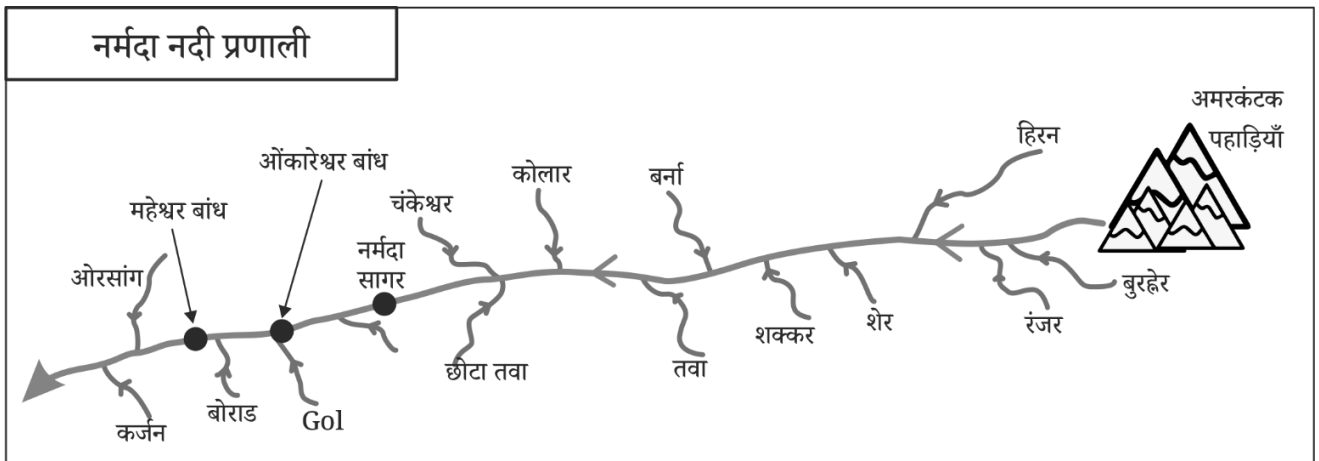 नर्मदा नदी प्रणाली
अमरकंटक
पहाड़ियाँ
हिरन
ओंकारेश्वर बांध
कोलार
बर्ना
महेश्वर बांध
चंकेश्वर
नर्मदा
सागर
ओरसांग
बुरह्नेर
रंजर
शेर
शक्कर
तवा
छीटा तवा
बोराड
Gol
कर्जन